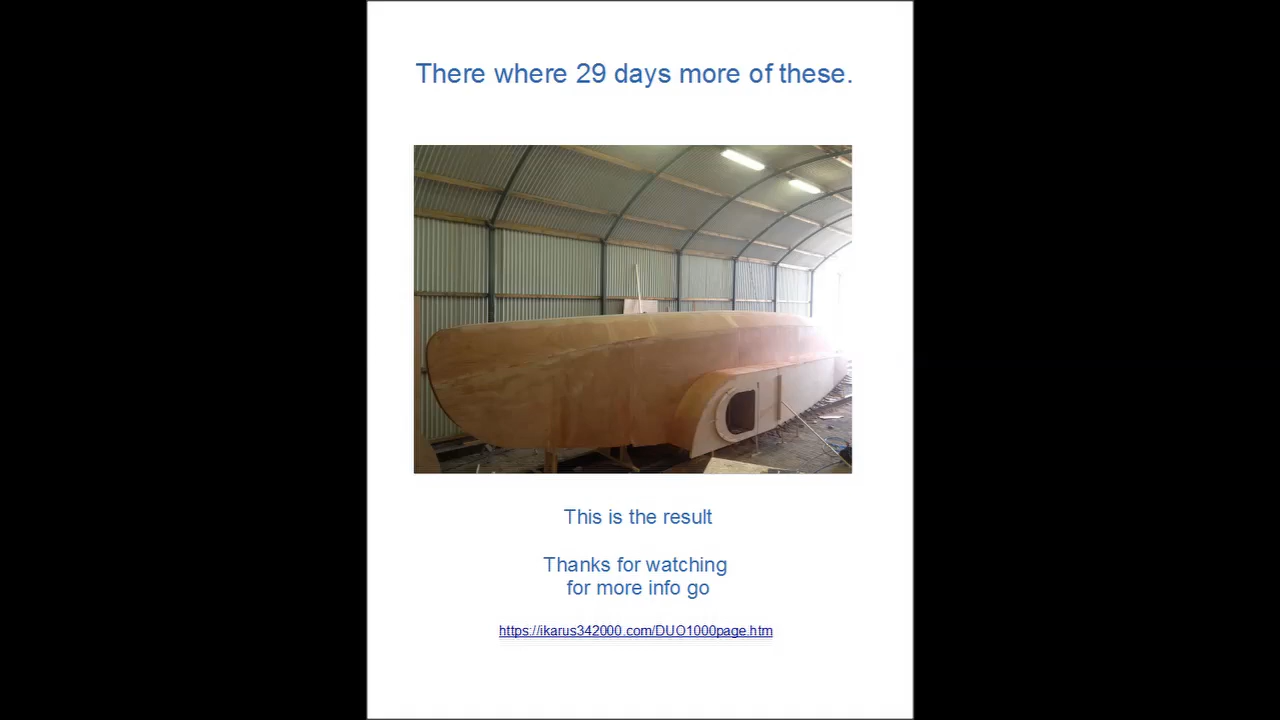 There where 29 days more of these.
This is the result
Thanks for watching
for more info go
https://ikarus342000.com/DUO1000page.htm